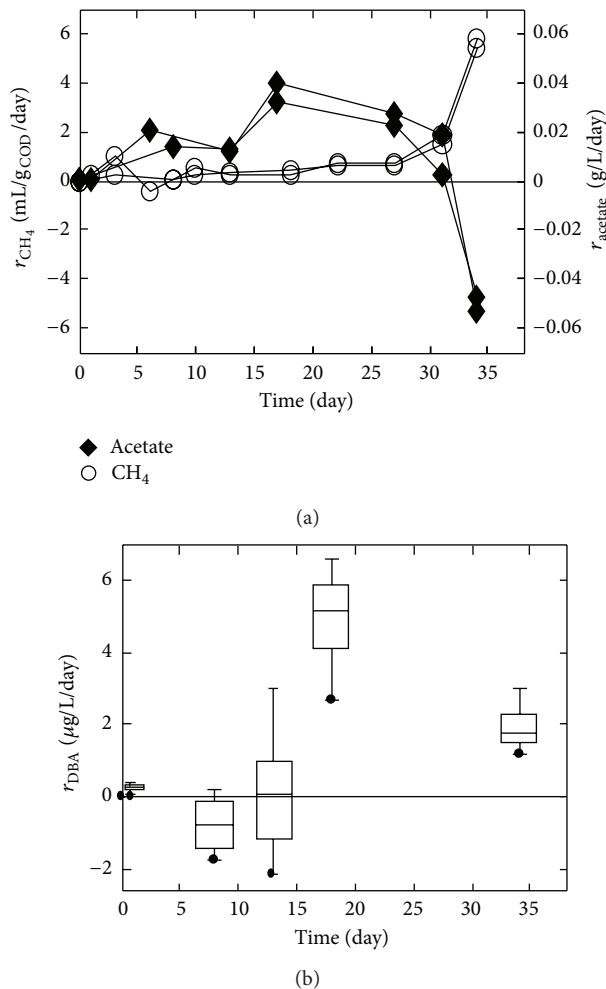 6
4
2
0
−2
−4
−6
0.06
0.04
0.02
0
−0.02
−0.04
−0.06
r_CH₄ (mL/g_COD/day)
r_acetate (g/L/day)
0 5 10 15 20 25 30 35
Time (day)
Acetate
CH₄
(a)
6
4
2
0
−2
r_DBA (μg/L/day)
0 5 10 15 20 25 30 35
Time (day)
(b)